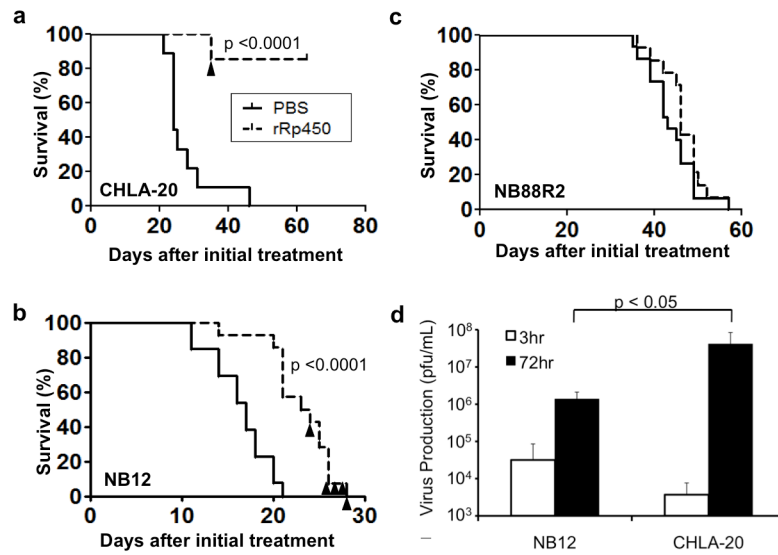 a
100
80
60
40
20
0
Survival (%)
p <0.0001
PBS
rRp450
CHLA-20
0 20 40 60 80
Days after initial treatment
c
100
80
60
40
20
0
Survival (%)
NB88R2
0 20 40 60
Days after initial treatment
b
100
80
60
40
20
0
Survival (%)
p <0.0001
NB12
0 10 20 30
Days after initial treatment
d
p < 0.05
10⁸
10⁷
10⁶
10⁵
10⁴
10³
Virus Production (pfu/mL)
3hr
72hr
NB12 CHLA-20